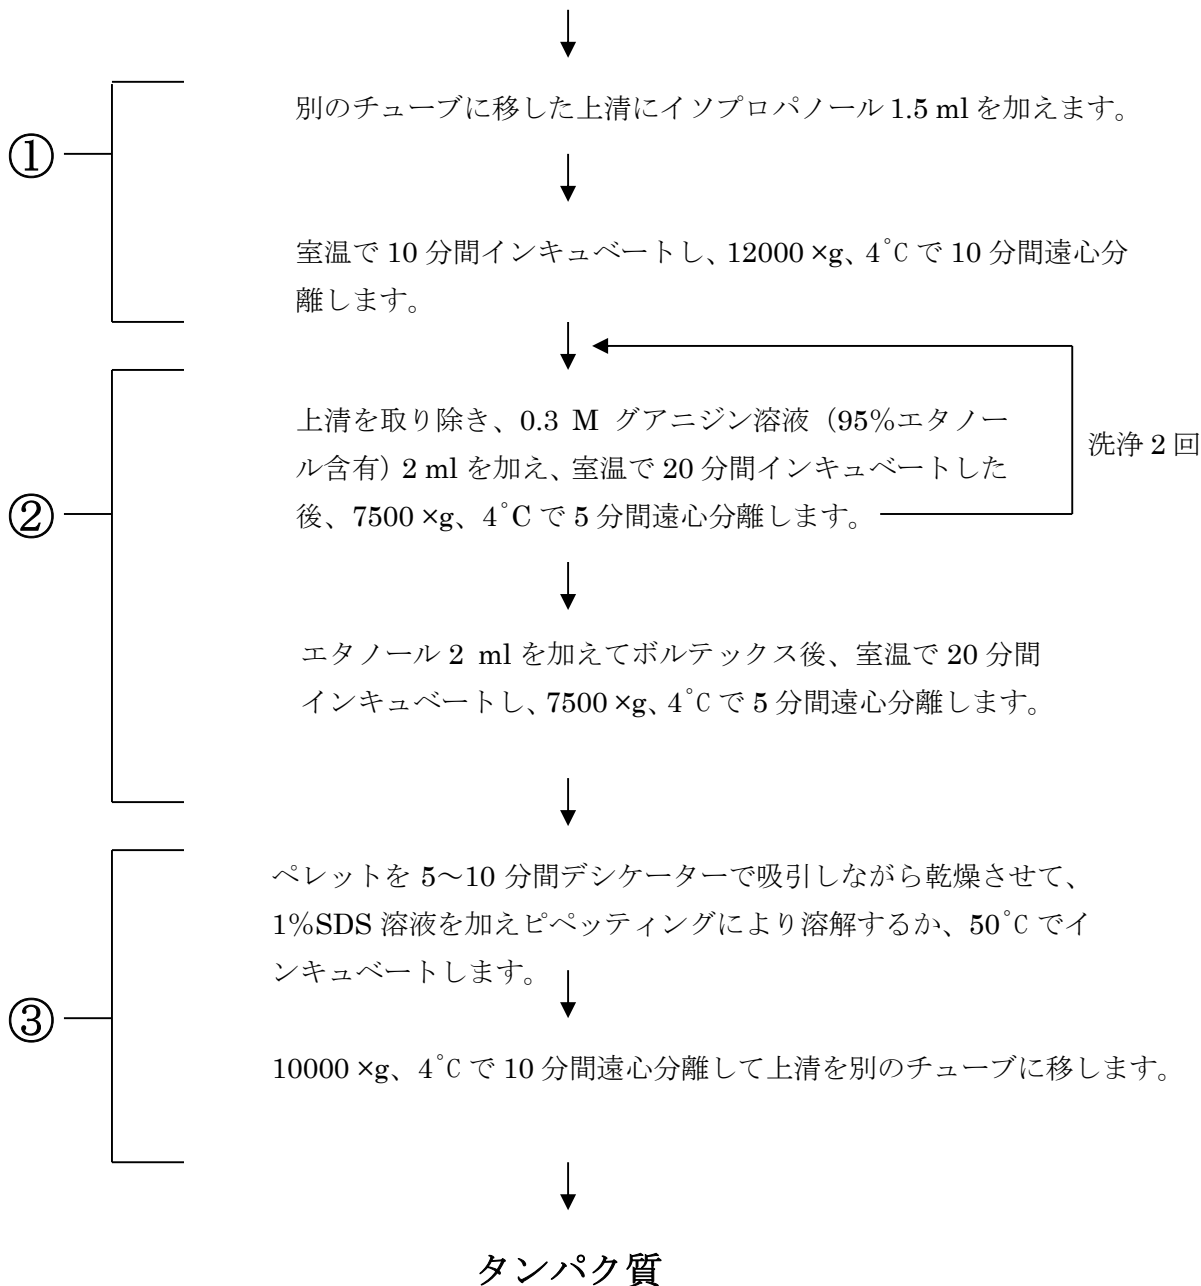 ①
別のチューブに移した上清にイソプロパノール 1.5 ml を加えます。
室温で 10 分間インキュベートし、12000 ×g、4˚C で 10 分間遠心分
離します。
②
上清を取り除き、0.3 M グアニジン溶液（95%エタノー
ル含有）2 ml を加え、室温で 20 分間インキュベートした
後、7500 ×g、4˚C で 5 分間遠心分離します。
洗浄 2 回
エタノール 2 ml を加えてボルテックス後、室温で 20 分間
インキュベートし、7500 ×g、4˚C で 5 分間遠心分離します。
③
ペレットを 5～10 分間デシケーターで吸引しながら乾燥させて、
1%SDS 溶液を加えピペッティングにより溶解するか、50˚C でイ
ンキュベートします。
10000 ×g、4˚C で 10 分間遠心分離して上清を別のチューブに移します。
タンパク質